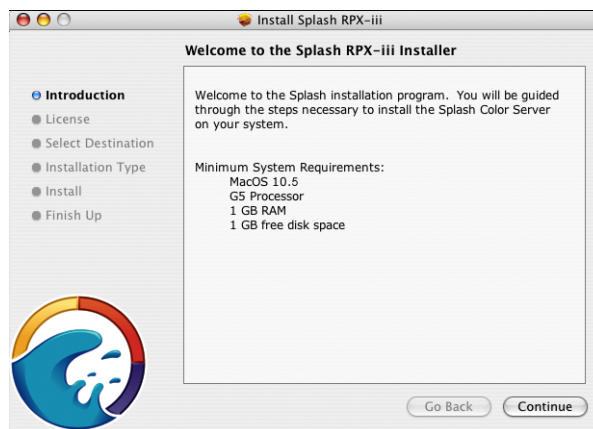 Install Splash RPX-iii
Welcome to the Splash RPX-iii Installer
Introduction
License
Select Destination
Installation Type
Install
Finish Up
Welcome to the Splash installation program. You will be guided
through the steps necessary to install the Splash Color Server
on your system.
Minimum System Requirements:
MacOS 10.5
G5 Processor
1 GB RAM
1 GB free disk space
Go Back
Continue